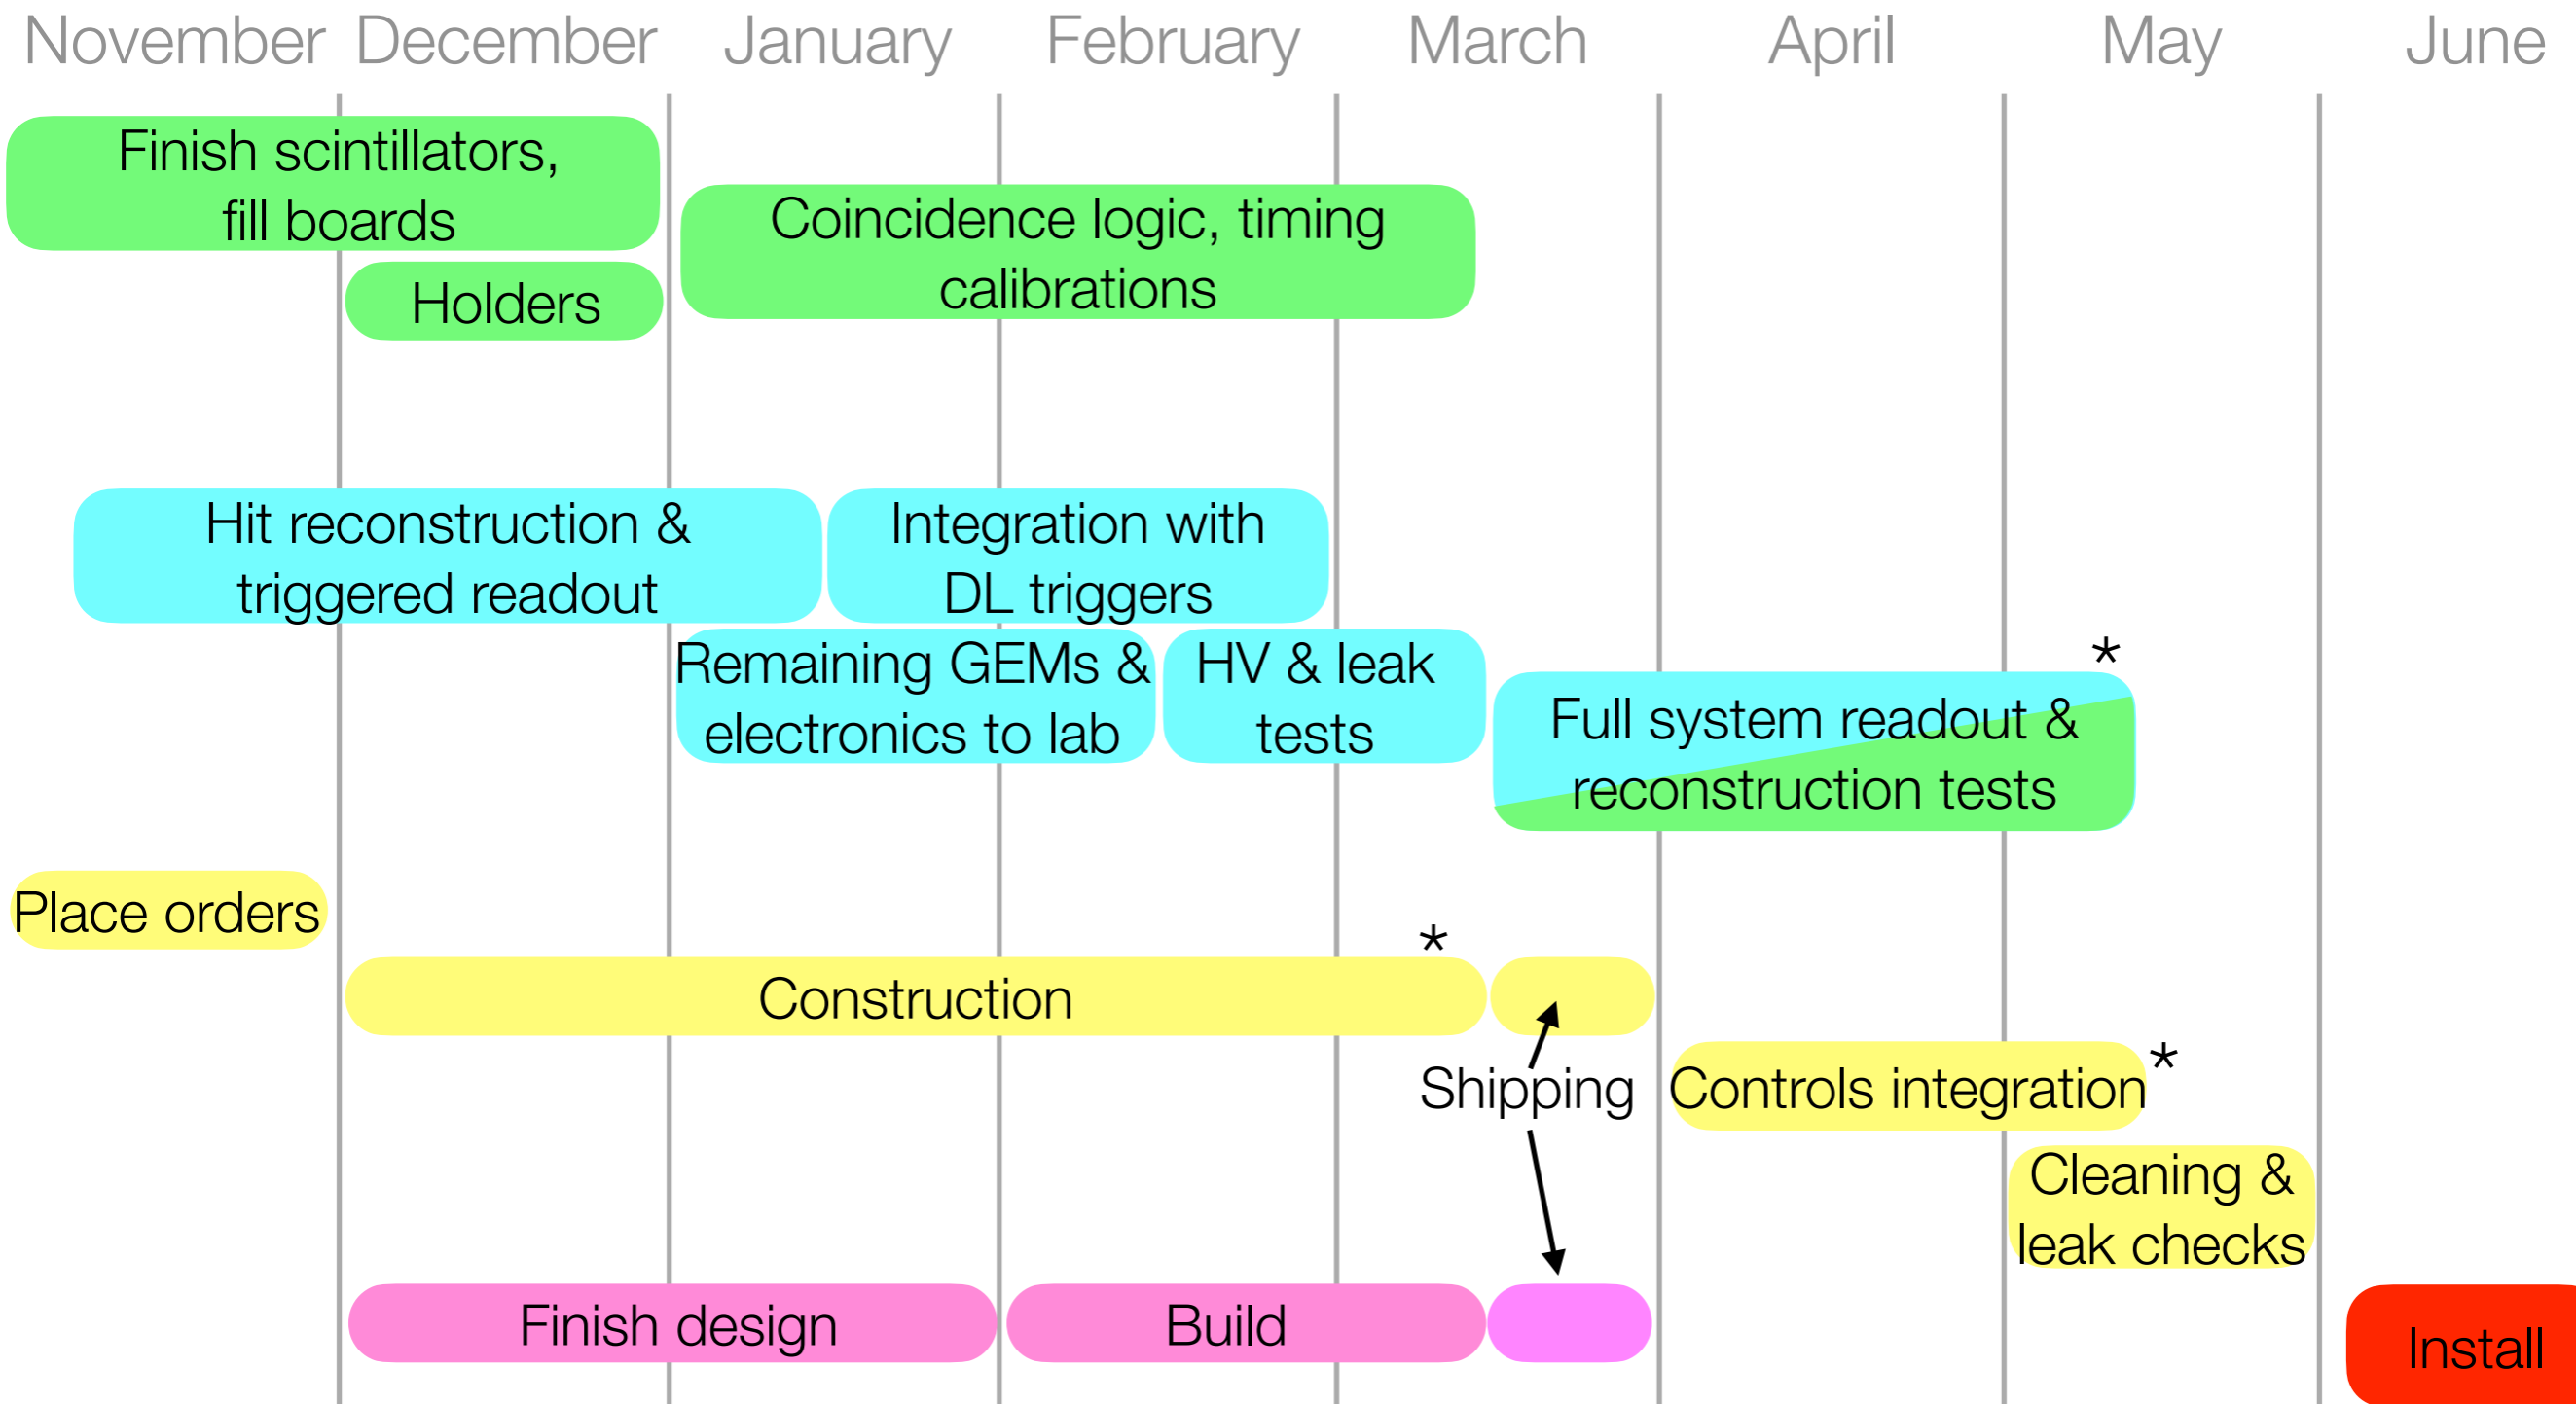 November December January February March April May June
Finish scintillators,
fill boards
Coincidence logic, timing
calibrations
Holders
Hit reconstruction &
triggered readout
Integration with
DL triggers
Remaining GEMs &
electronics to lab
HV & leak
tests
*
Full system readout &
reconstruction tests
Place orders
*
Construction
Shipping
Controls integration*
Cleaning &
leak checks
Finish design
Build
Install